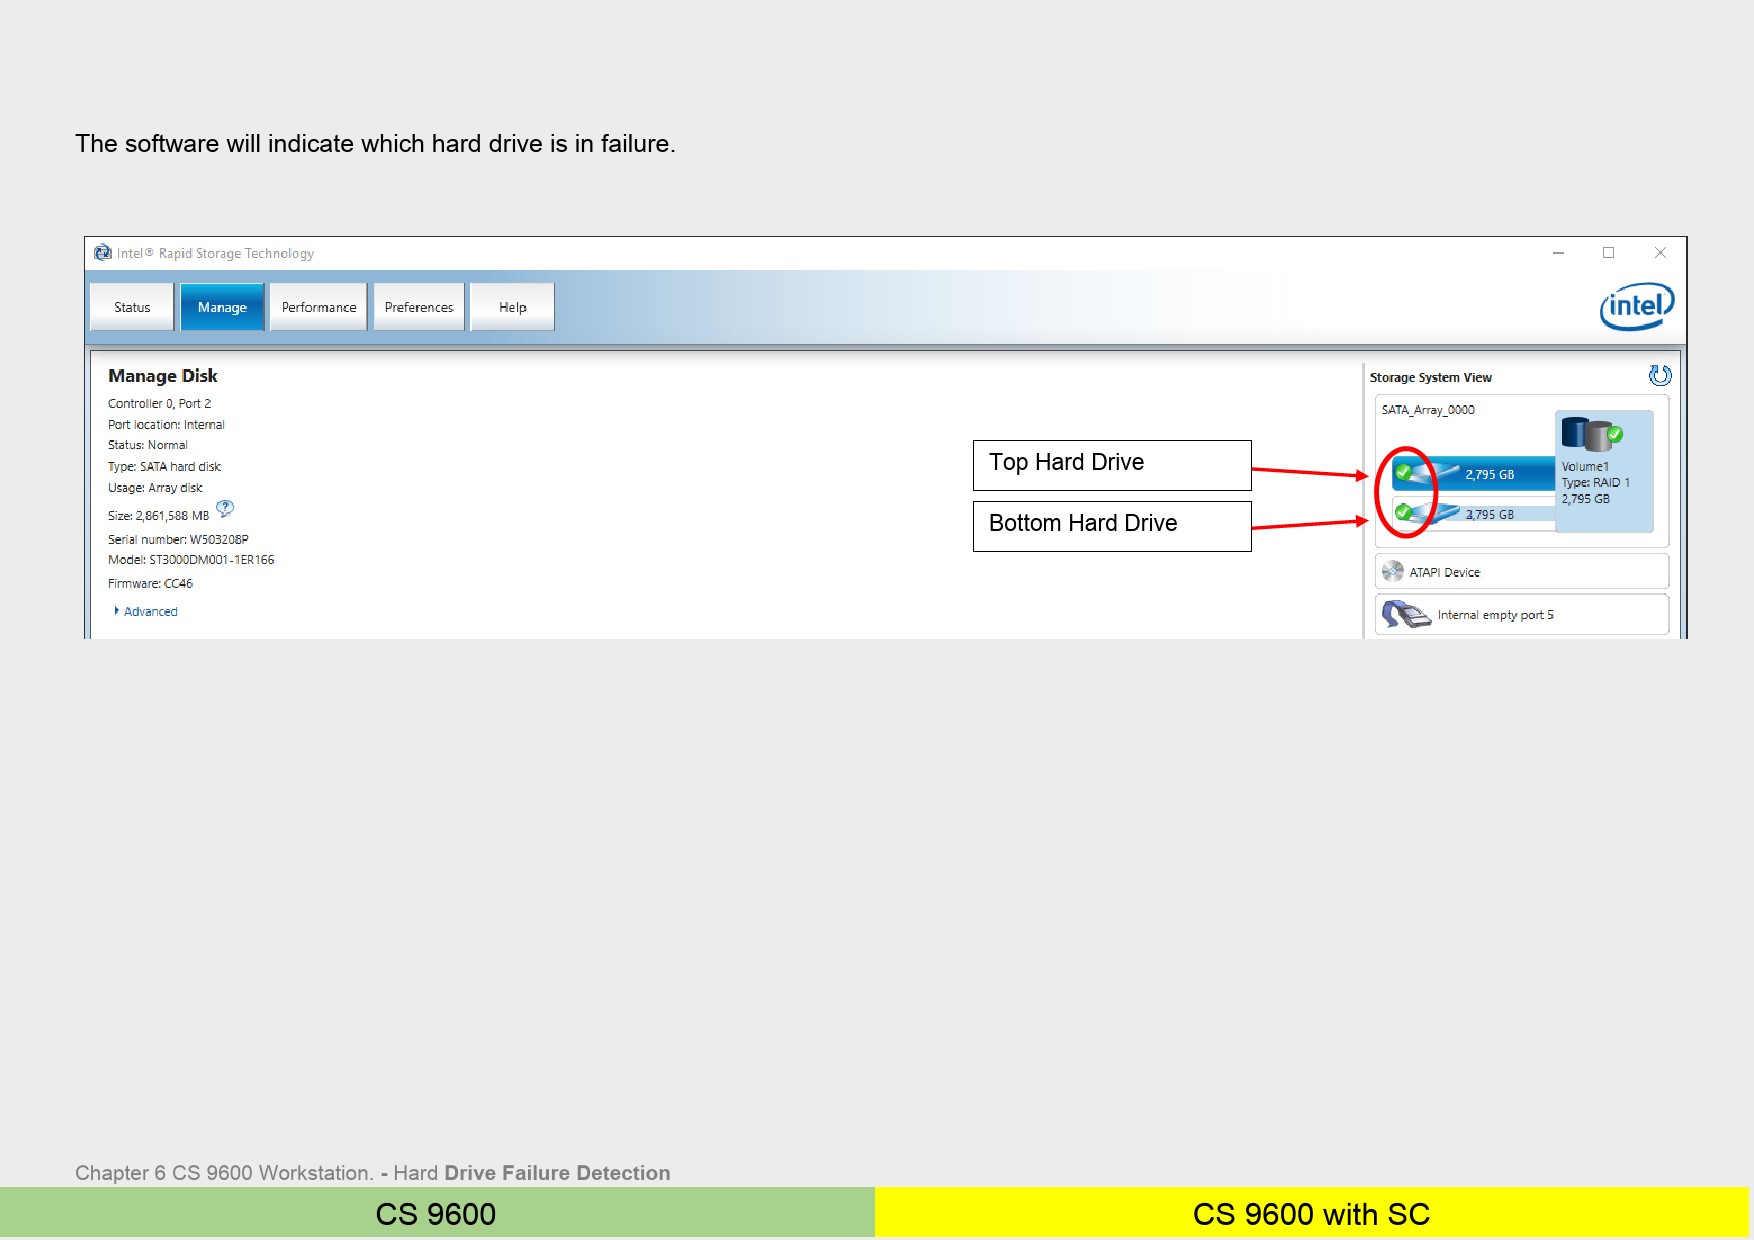 The software will indicate which hard drive is in failure.
Intel® Rapid Storage Technology
Status
Manage
Performance
Preferences
Help
intel
Manage Disk
Controller 0, Port 2
Port location: Internal
Status: Normal
Type: SATA hard disk
Usage: Array disk
Size: 2,861,588 MB
Serial number: W503208P
Model: ST3000DM001-1ER166
Firmware: CC46
Advanced
Top Hard Drive
Bottom Hard Drive
Storage System View
SATA_Array_0000
2,795 GB
2,795 GB
Volume1
Type: RAID 1
2,795 GB
ATAPI Device
Internal empty port 5
Chapter 6 CS 9600 Workstation. - Hard Drive Failure Detection
CS 9600
CS 9600 with SC